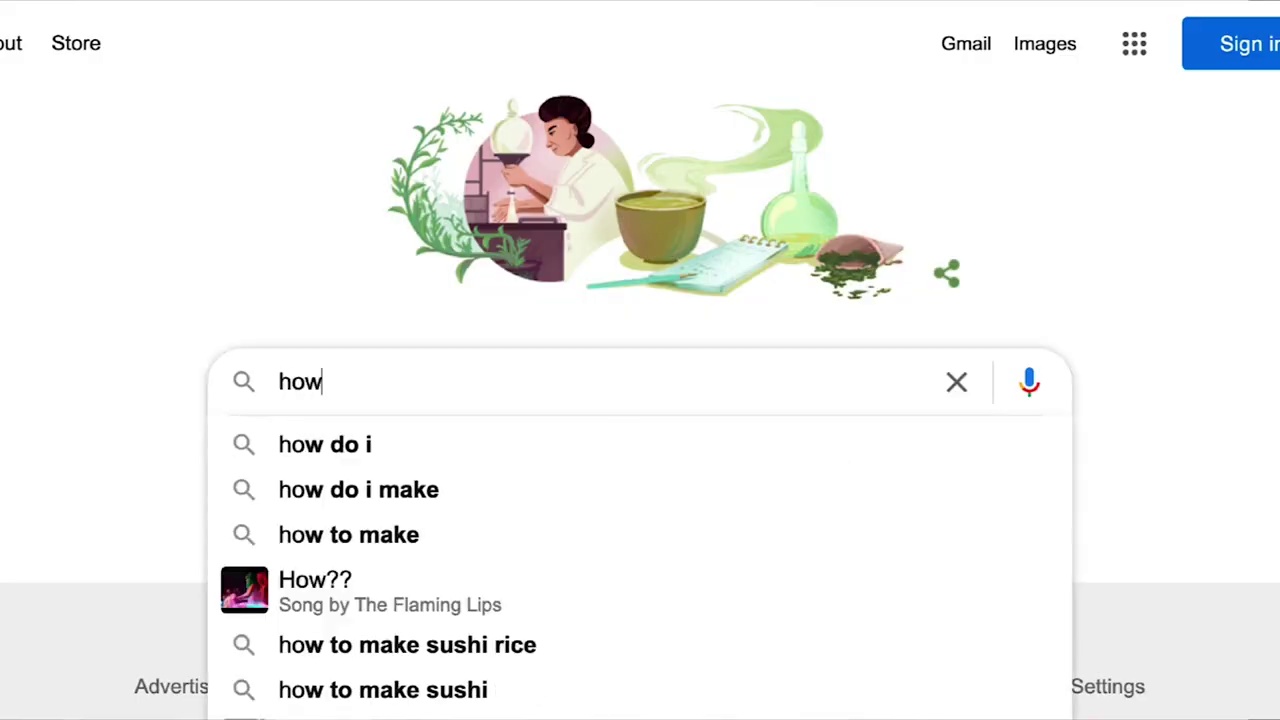 out Store Gmail Images Sign in
how
how do i
how do i make
how to make
How??
Song by The Flaming Lips
how to make sushi rice
how to make sushi
Advertis Settings